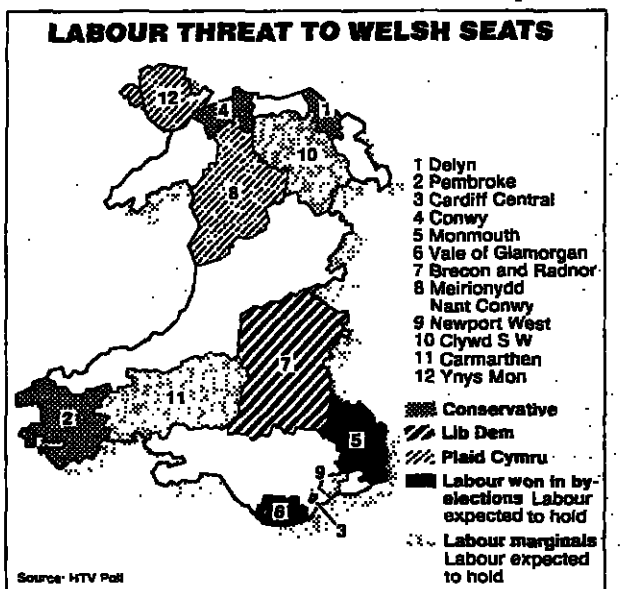 LABOUR THREAT TO WELSH SEATS
12
4
1
10
8
7
11
2
5
9
6
3
1 Delyn
2 Pembroke
3 Cardiff Central
4 Conwy
5 Monmouth
6 Vale of Glamorgan
7 Brecon and Radnor
8 Meirionydd
Nant Conwy
9 Newport West
10 Clywd S W
11 Carmarthen
12 Ynys Mon
Conservative
Lib Dem
Plaid Cymru
Labour won in by-
elections Labour
expected to hold
Labour marginals
Labour expected
to hold
Source: HTV Poll